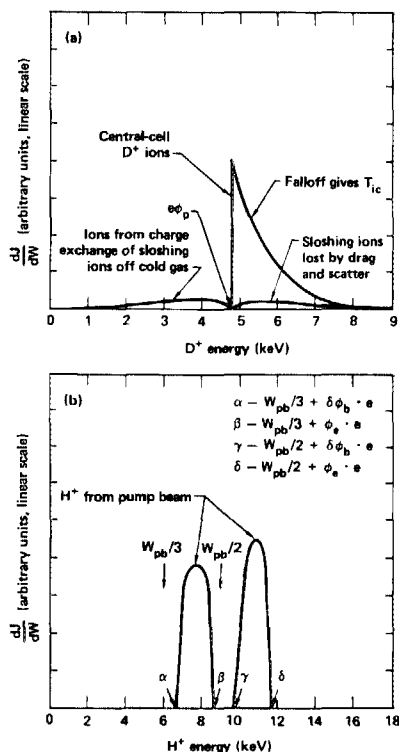 (a)
dJ/dW (arbitrary units, linear scale)
Central-cell
D⁺ ions
eϕₚ
Falloff gives T_ic
Ions from charge
exchange of sloshing
ions off cold gas
Sloshing ions
lost by drag
and scatter
0 1 2 3 4 5 6 7 8 9
D⁺ energy (keV)
(b)
dJ/dW (arbitrary units, linear scale)
α – W_pb/3 + δϕ_b · e
β – W_pb/3 + ϕ_e · e
γ – W_pb/2 + δϕ_b · e
δ – W_pb/2 + ϕ_e · e
H⁺ from pump beam
W_pb/3 W_pb/2
α β γ δ
0 2 4 6 8 10 12 14 16 18
H⁺ energy (keV)